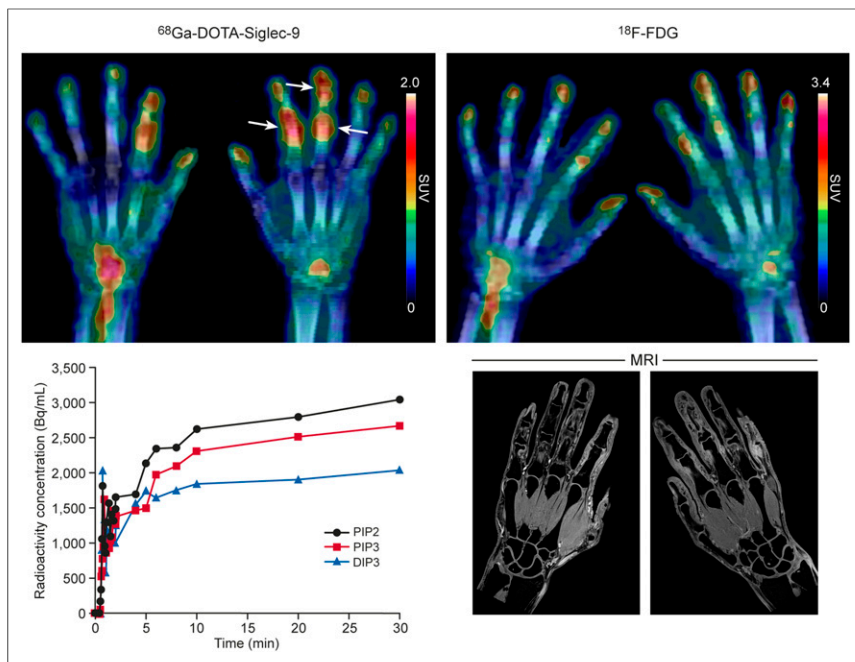 ⁶⁸Ga-DOTA-Siglec-9
¹⁸F-FDG
2.0
SUV
0
3.4
SUV
0
Radioactivity concentration (Bq/mL)
3,500
3,000
2,500
2,000
1,500
1,000
500
0
PIP2
PIP3
DIP3
0
5
10
20
30
Time (min)
MRI